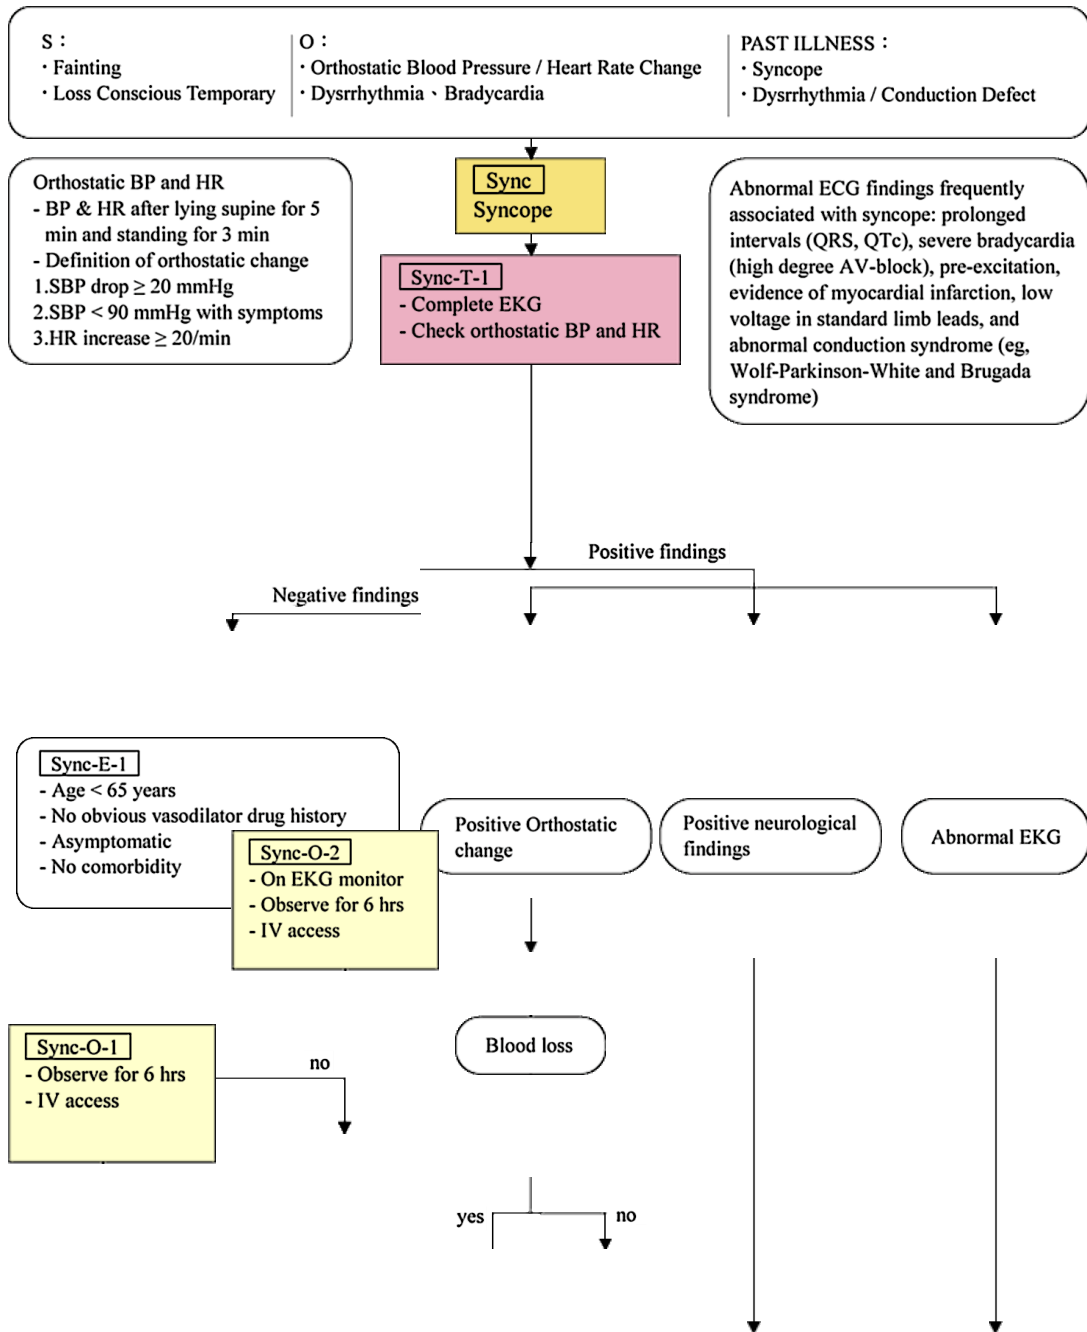 S：
· Fainting
· Loss Conscious Temporary
O：
· Orthostatic Blood Pressure / Heart Rate Change
· Dysrrhythmia、Bradycardia
PAST ILLNESS：
· Syncope
· Dysrrhythmia / Conduction Defect
Orthostatic BP and HR
- BP & HR after lying supine for 5
min and standing for 3 min
- Definition of orthostatic change
1.SBP drop ≥ 20 mmHg
2.SBP < 90 mmHg with symptoms
3.HR increase ≥ 20/min
Sync
Syncope
Sync-T-1
- Complete EKG
- Check orthostatic BP and HR
Abnormal ECG findings frequently
associated with syncope: prolonged
intervals (QRS, QTc), severe bradycardia
(high degree AV-block), pre-excitation,
evidence of myocardial infarction, low
voltage in standard limb leads, and
abnormal conduction syndrome (eg,
Wolf-Parkinson-White and Brugada
syndrome)
Positive findings
Negative findings
Sync-E-1
- Age < 65 years
- No obvious vasodilator drug history
- Asymptomatic
- No comorbidity
Sync-O-2
- On EKG monitor
- Observe for 6 hrs
- IV access
Positive Orthostatic
change
Positive neurological
findings
Abnormal EKG
Sync-O-1
- Observe for 6 hrs
- IV access
no
Blood loss
yes
no